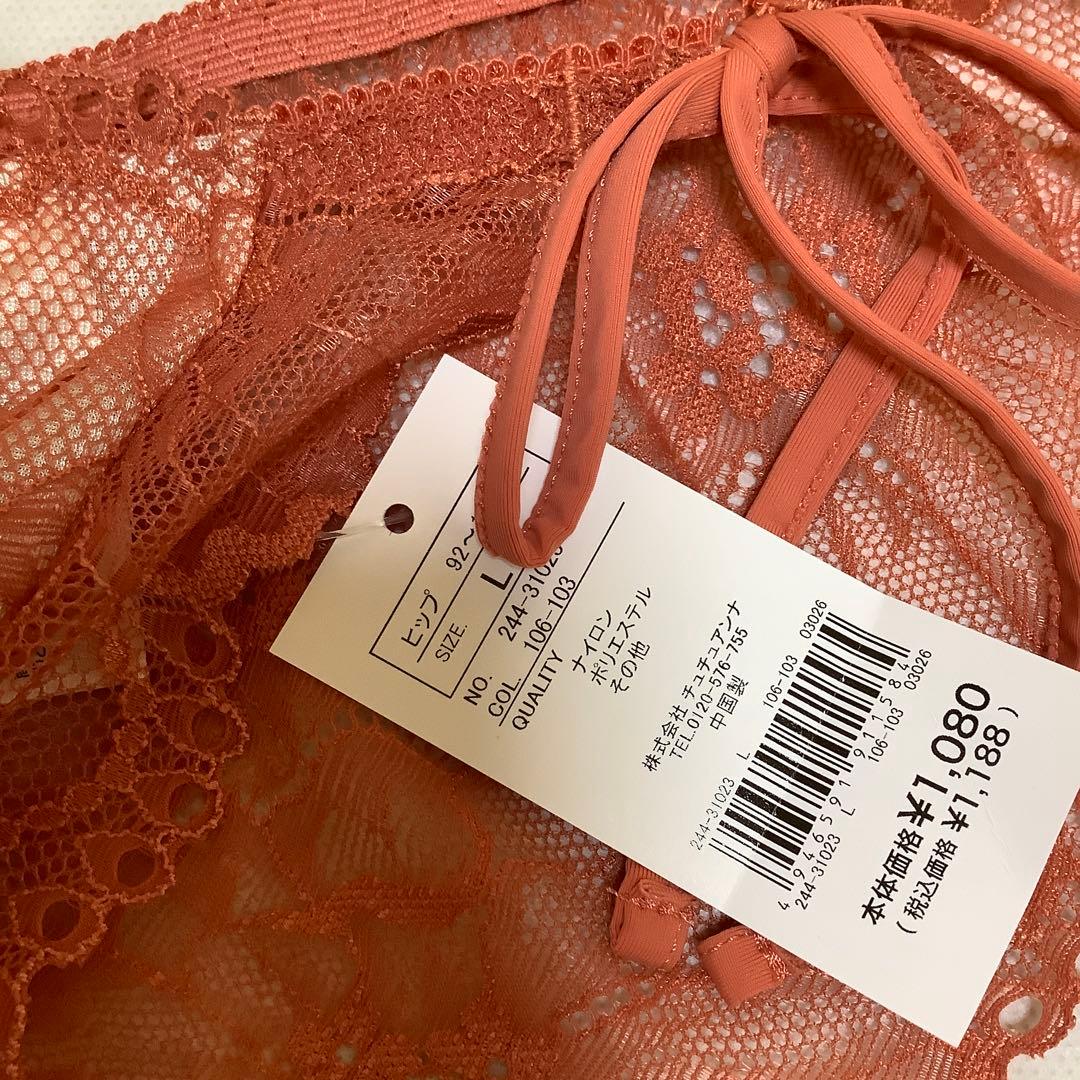 ヒップ 92～
SIZE. L
NO. 244-31023
COL. 106-103
QUALITY
ナイロン
ポリエステル
その他
株式会社 チュチュアンナ
TEL.0120-576-755
中国製
244-31023 L 106-103 03026
4 946591 911584
244-31023 L 106-103 03026
本体価格 ¥1,080
(税込価格 ¥1,188)